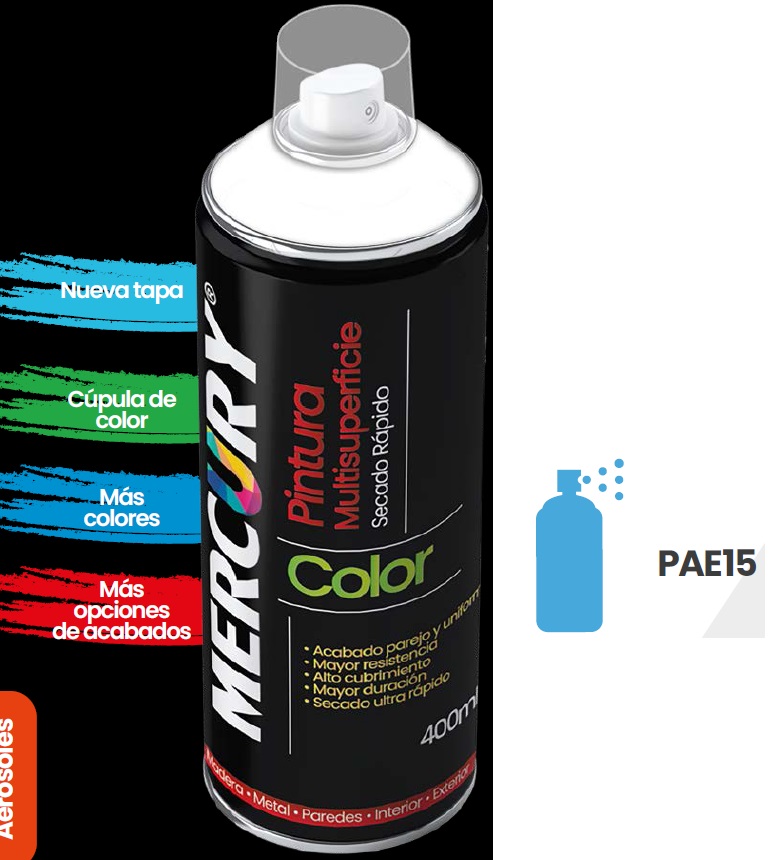 Nueva tapa
Cúpula de
color
Más
colores
Más
opciones
de acabados
Aerosoles
MERCURY®
Pintura
Multisuperficie
Secado Rápido
Color
• Acabado parejo y uniforme
• Mayor resistencia
• Alto cubrimiento
• Mayor duración
• Secado ultra rápido
400ml
Madera • Metal • Paredes • Interior • Exterior
PAE15